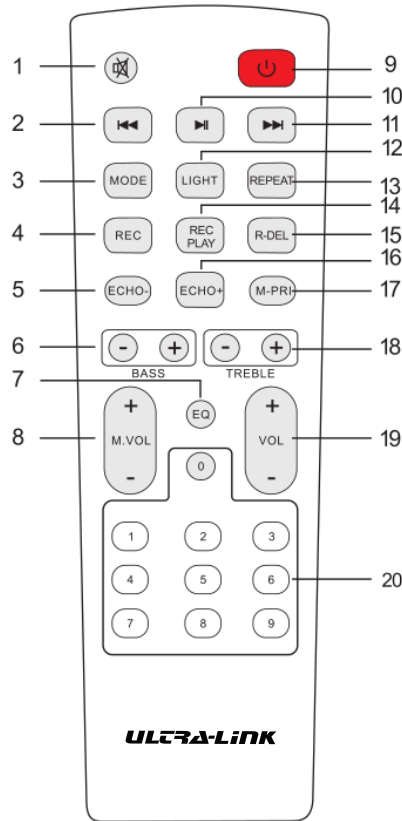 1 9
10
2 11
12
3 MODE LIGHT REPEAT 13
14
4 REC REC PLAY R-DEL 15
16
5 ECHO- ECHO+ M-PRI 17
6 - + - + 18
BASS TREBLE
7 EQ
8 + M.VOL - + VOL - 19
0
1 2 3
4 5 6 20
7 8 9
ULTRA-LiNK